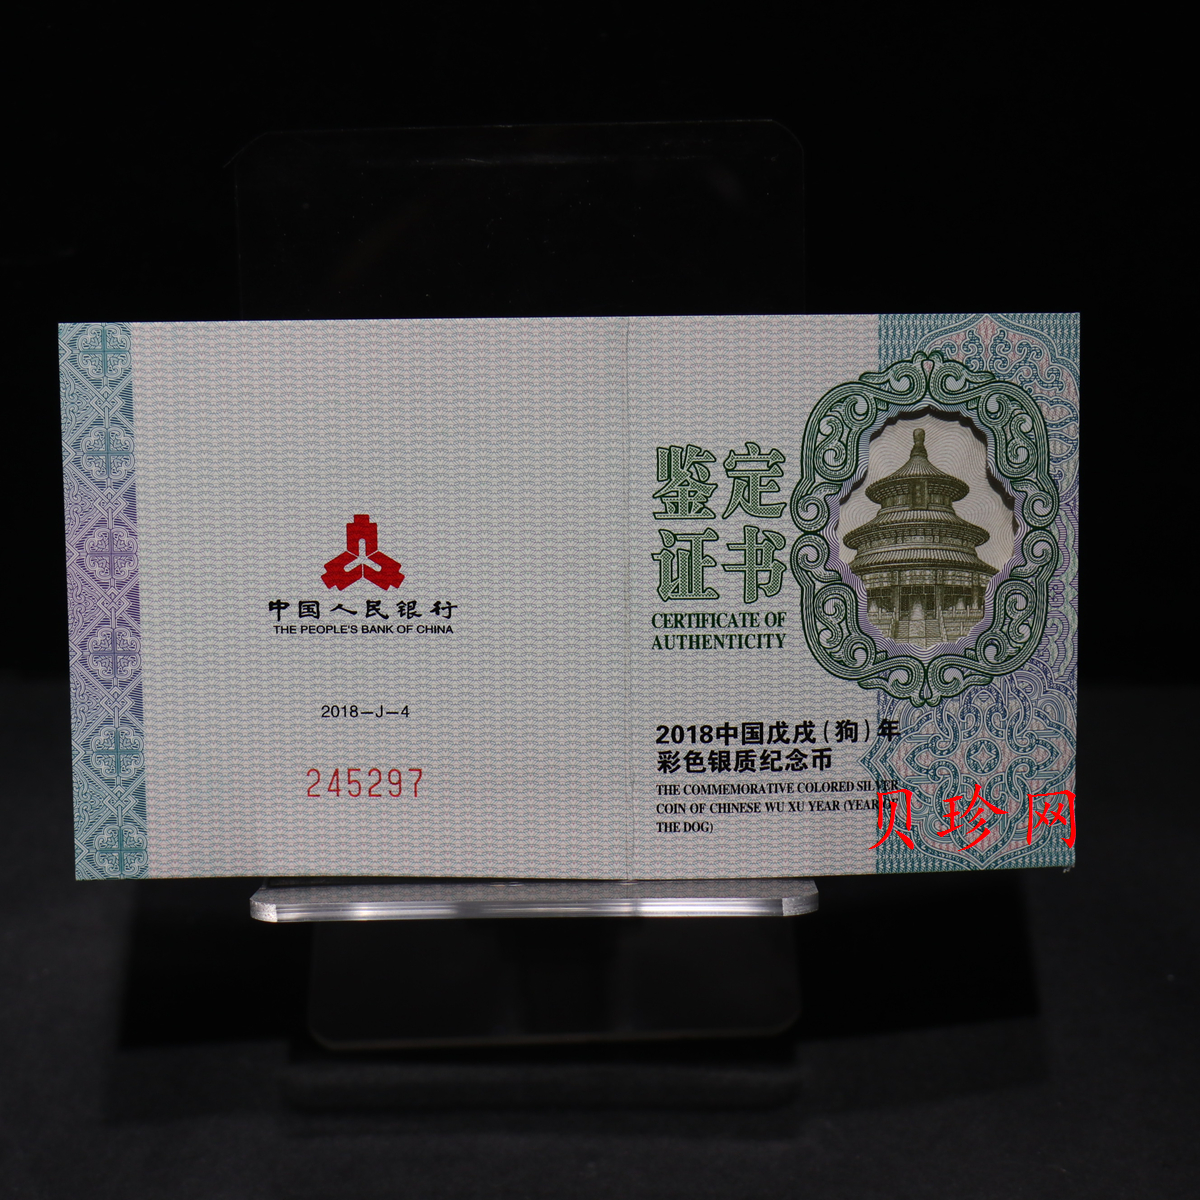 中国人民银行
THE PEOPLE'S BANK OF CHINA
2018-J-4
245297
鉴定
证书
CERTIFICATE OF
AUTHENTICITY
2018中国戊戌(狗)年
彩色银质纪念币
THE COMMEMORATIVE COLORED SILVER
COIN OF CHINESE WU XU YEAR (YEAR OF
THE DOG)
贝珍网